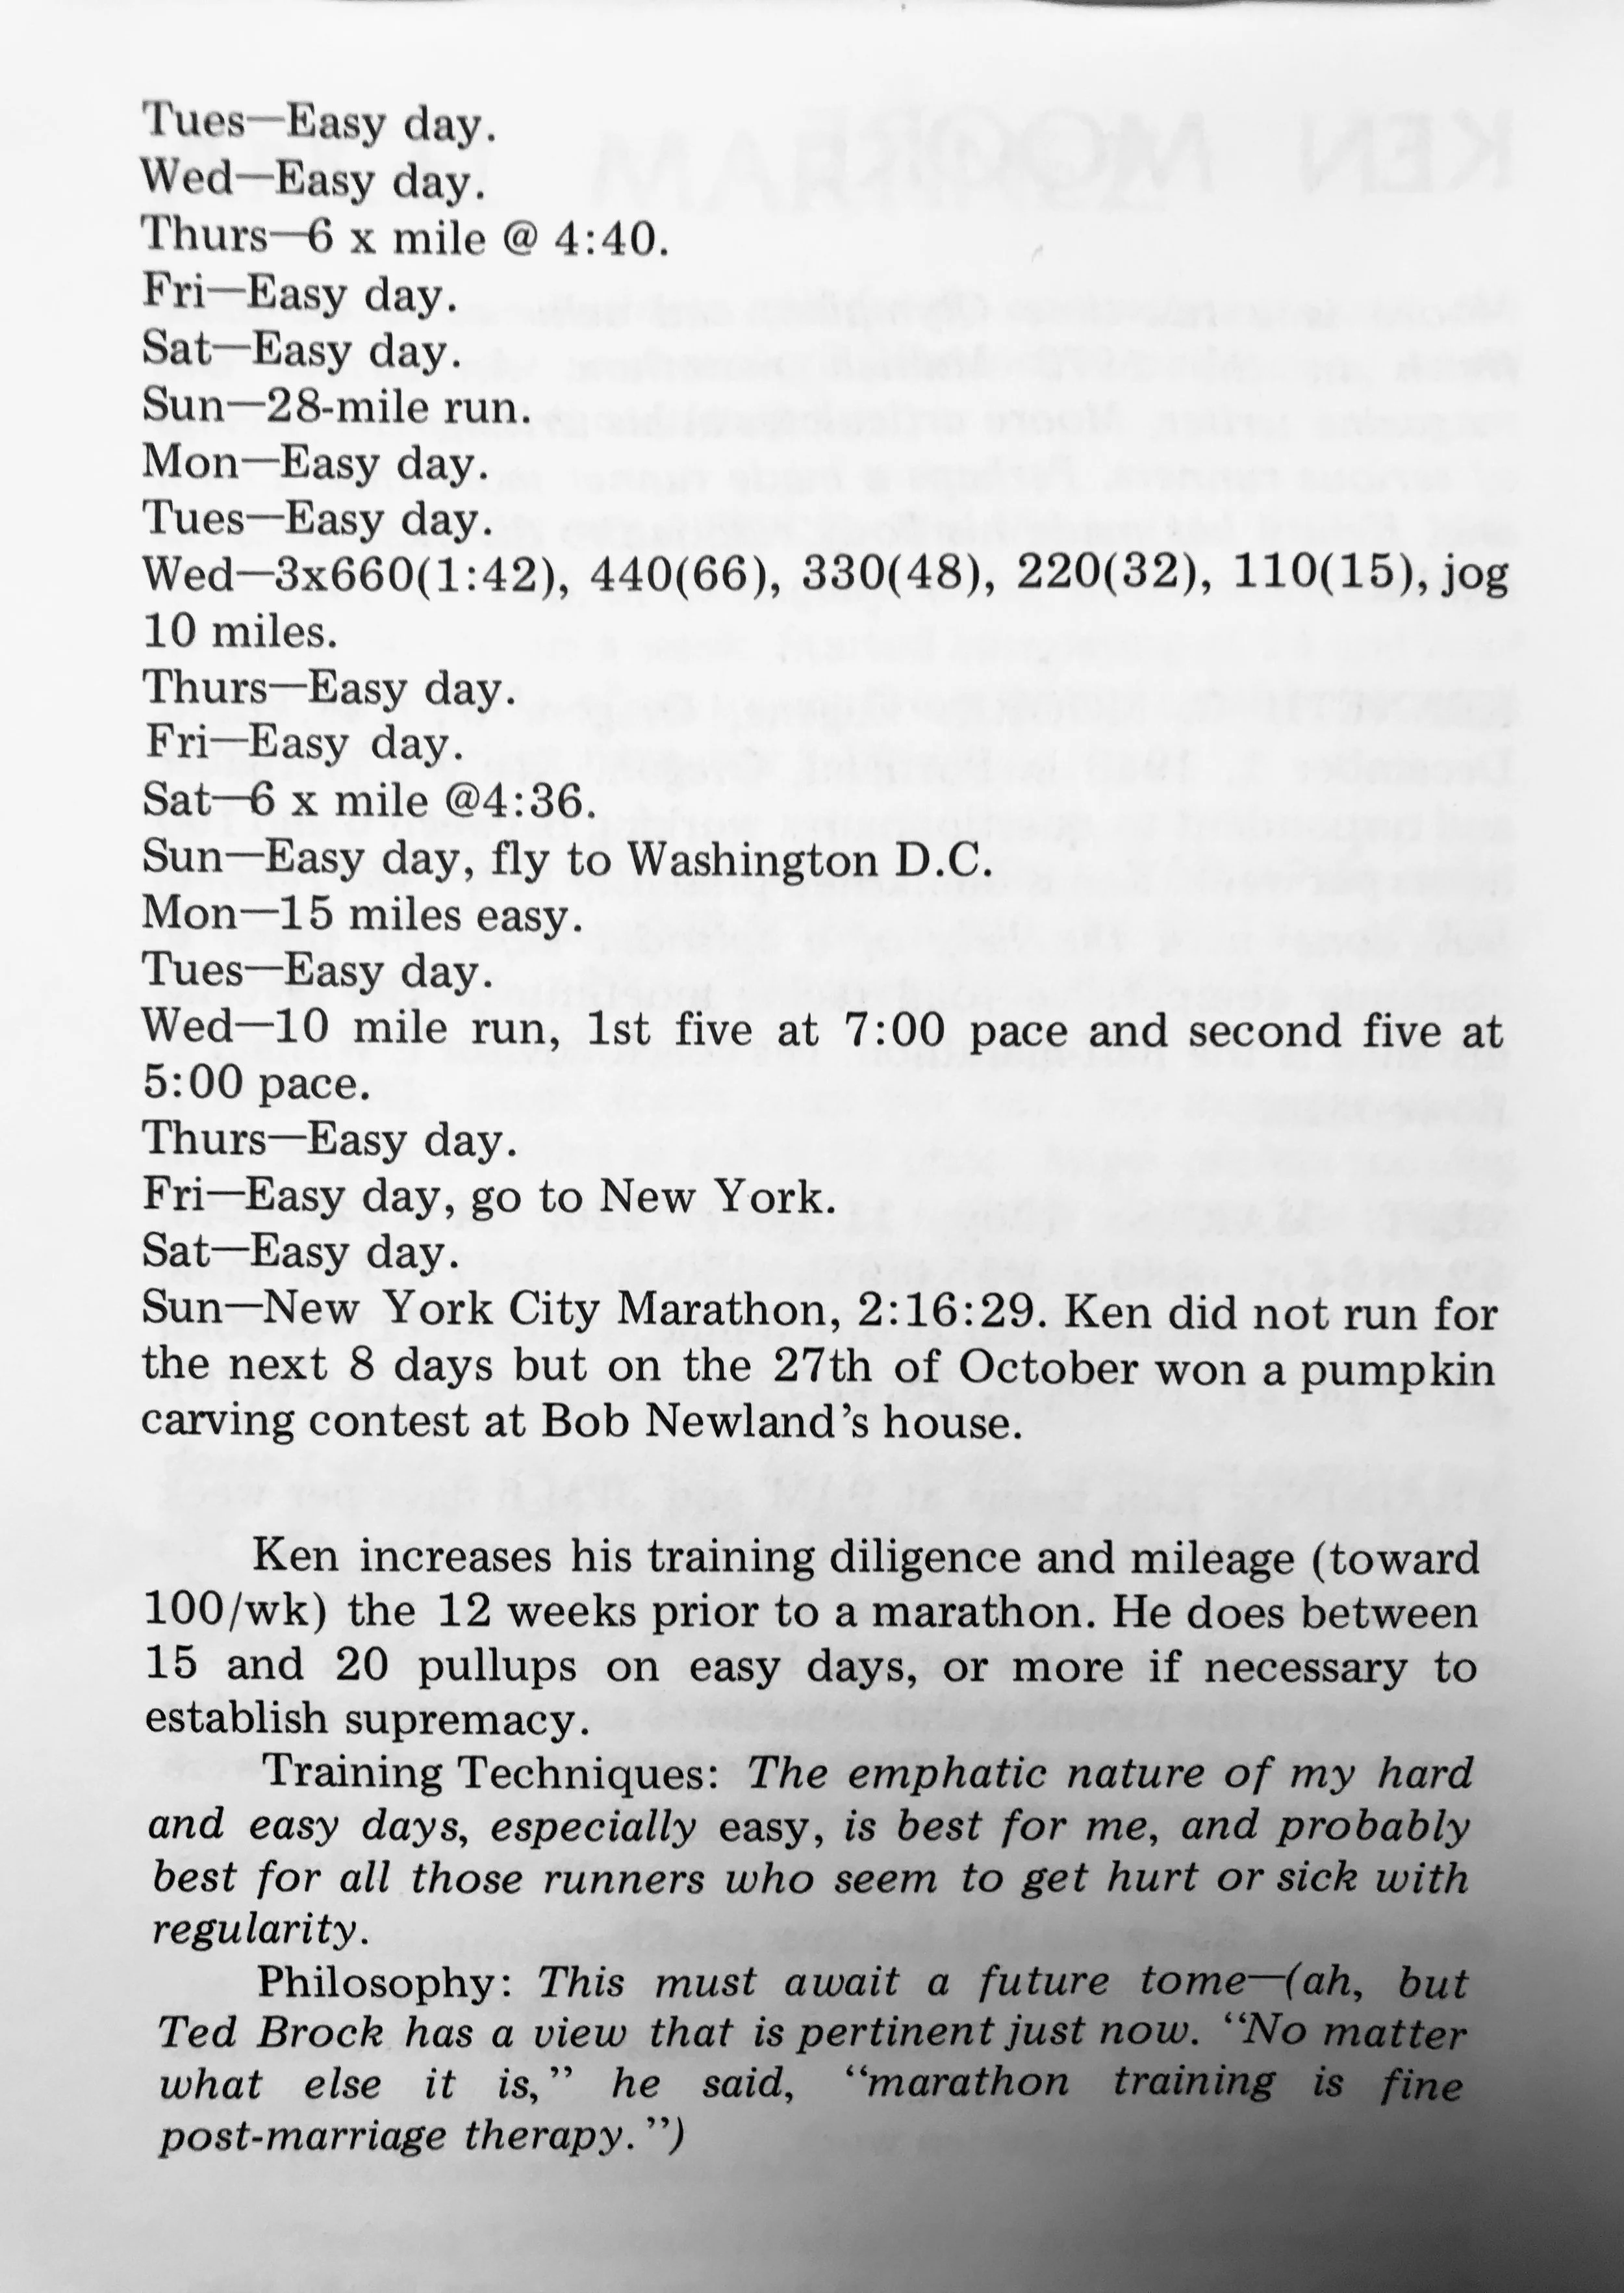 Tues—Easy day.
Wed—Easy day.
Thurs—6 x mile @ 4:40.
Fri—Easy day.
Sat—Easy day.
Sun—28-mile run.
Mon—Easy day.
Tues—Easy day.
Wed—3x660(1:42), 440(66), 330(48), 220(32), 110(15), jog
10 miles.
Thurs—Easy day.
Fri—Easy day.
Sat—6 x mile @4:36.
Sun—Easy day, fly to Washington D.C.
Mon—15 miles easy.
Tues—Easy day.
Wed—10 mile run, 1st five at 7:00 pace and second five at
5:00 pace.
Thurs—Easy day.
Fri—Easy day, go to New York.
Sat—Easy day.
Sun—New York City Marathon, 2:16:29. Ken did not run for
the next 8 days but on the 27th of October won a pumpkin
carving contest at Bob Newland's house.
Ken increases his training diligence and mileage (toward
100/wk) the 12 weeks prior to a marathon. He does between
15 and 20 pullups on easy days, or more if necessary to
establish supremacy.
Training Techniques: The emphatic nature of my hard
and easy days, especially easy, is best for me, and probably
best for all those runners who seem to get hurt or sick with
regularity.
Philosophy: This must await a future tome—(ah, but
Ted Brock has a view that is pertinent just now. "No matter
what else it is," he said, "marathon training is fine
post-marriage therapy.")